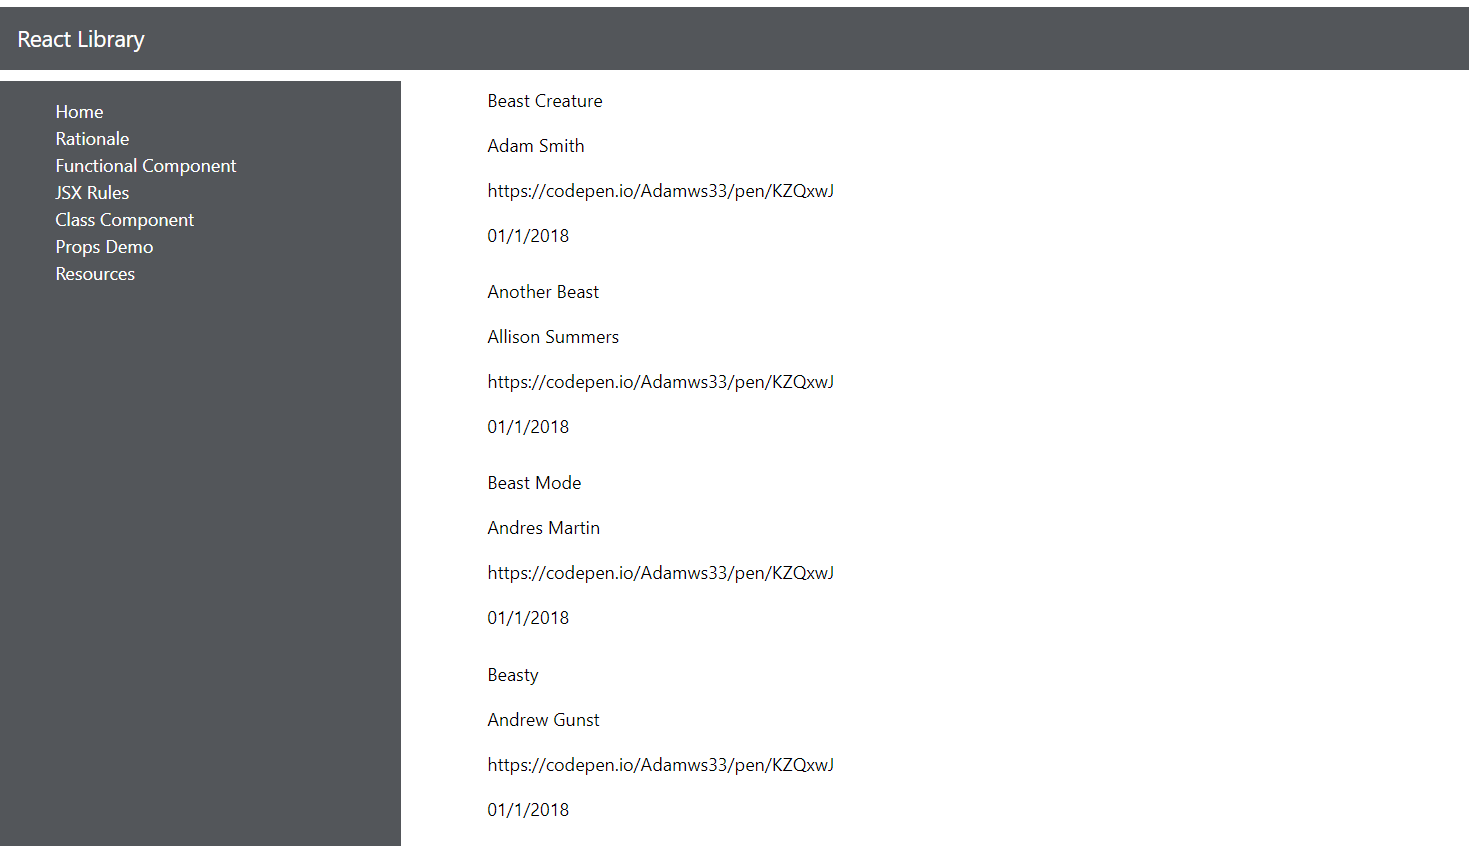 React Library
Home
Rationale
Functional Component
JSX Rules
Class Component
Props Demo
Resources
Beast Creature
Adam Smith
https://codepen.io/Adamws33/pen/KZQxwJ
01/1/2018
Another Beast
Allison Summers
https://codepen.io/Adamws33/pen/KZQxwJ
01/1/2018
Beast Mode
Andres Martin
https://codepen.io/Adamws33/pen/KZQxwJ
01/1/2018
Beasty
Andrew Gunst
https://codepen.io/Adamws33/pen/KZQxwJ
01/1/2018